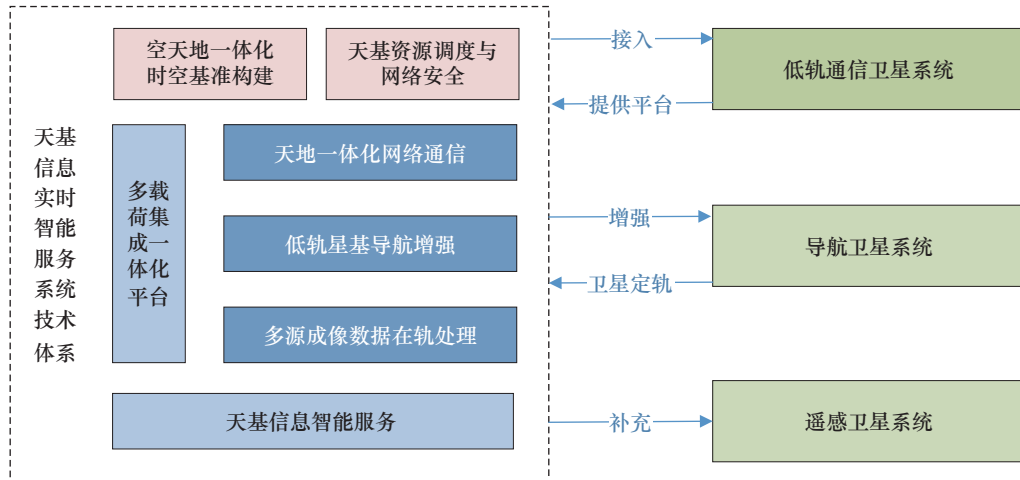 空天地一体化
时空基准构建
天基资源调度与
网络安全
天基
信息
实时
智能
服务
系统
技术
体系
多载
荷集
成一
体化
平台
天地一体化网络通信
低轨星基导航增强
多源成像数据在轨处理
天基信息智能服务
接入
提供平台
增强
卫星定轨
补充
低轨通信卫星系统
导航卫星系统
遥感卫星系统